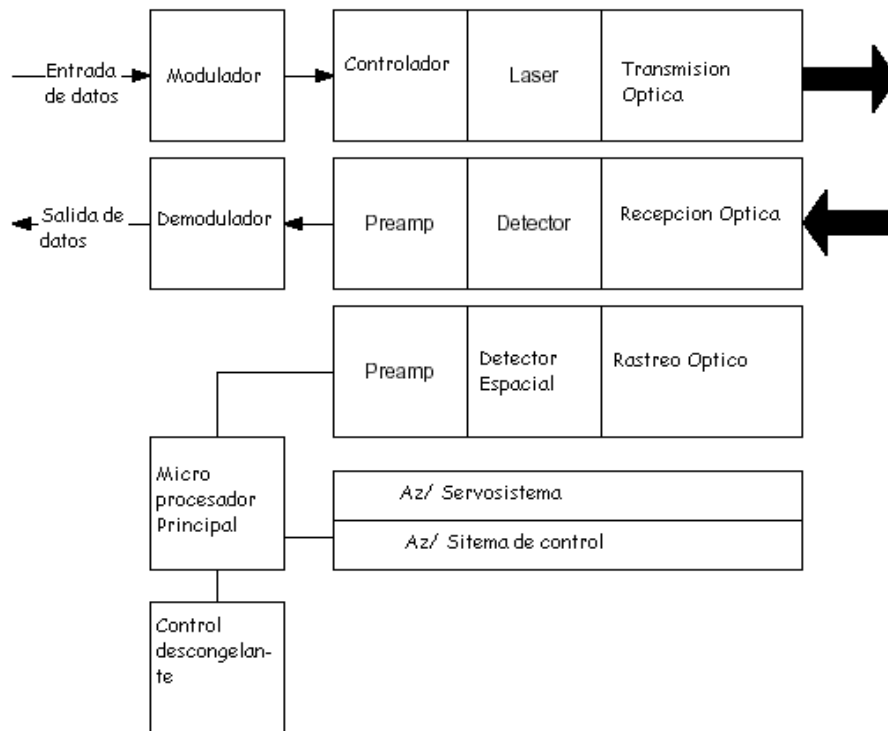 Entrada
de datos
Modulador
Controlador
Laser
Transmision
Optica
Salida de
datos
Demodulador
Preamp
Detector
Recepcion Optica
Preamp
Detector
Espacial
Rastreo Optico
Micro
procesador
Principal
Az/ Servosistema
Az/ Sitema de control
Control
descongelan-
te